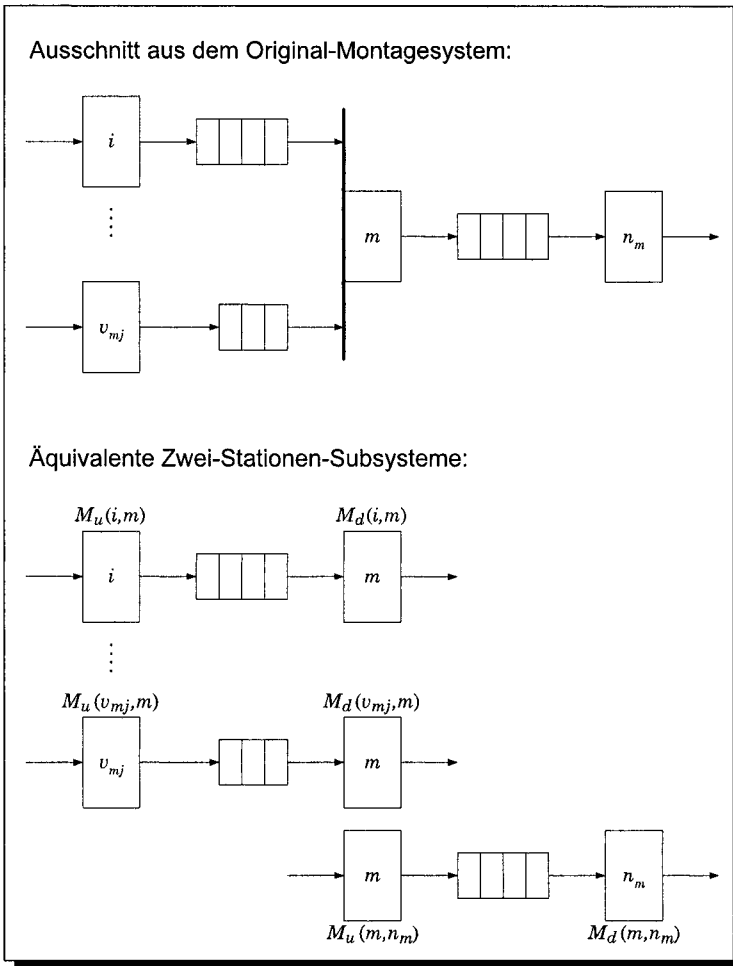 Ausschnitt aus dem Original-Montagesystem:
i
m
n_m
v_mj
Äquivalente Zwei-Stationen-Subsysteme:
M_u(i,m) M_d(i,m)
i m
M_u(v_mj,m) M_d(v_mj,m)
v_mj m
m n_m
M_u(m,n_m) M_d(m,n_m)